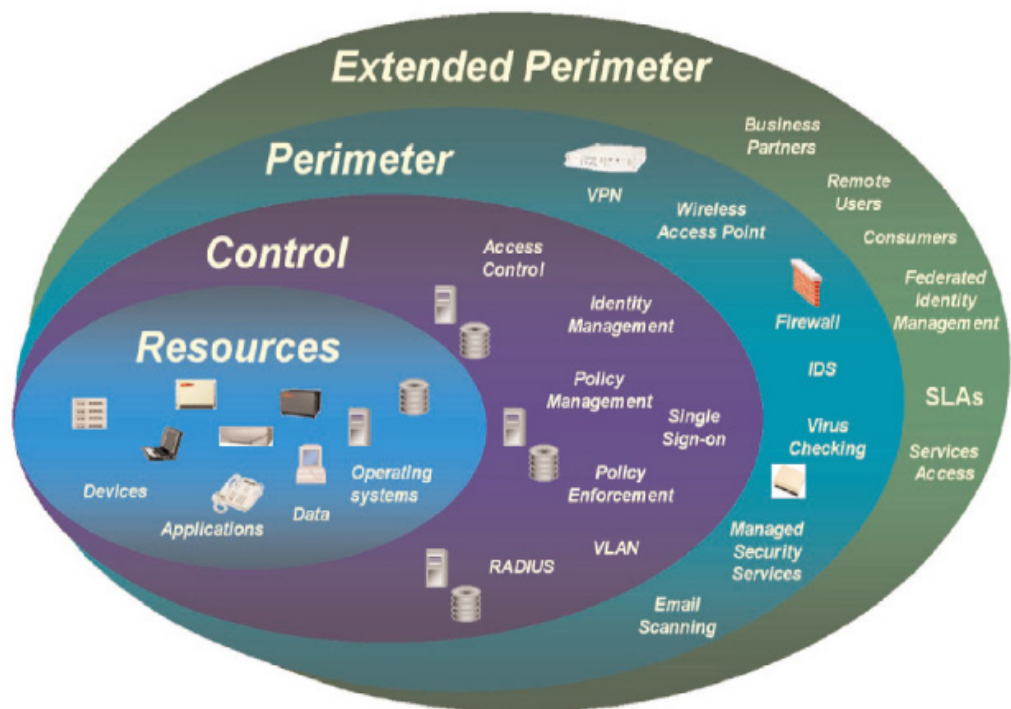 Extended Perimeter
Business
Partners
Remote
Users
Consumers
Federated
Identity
Management
SLAs
Services
Access
Perimeter
VPN
Wireless
Access Point
Firewall
IDS
Virus
Checking
Managed
Security
Services
Email
Scanning
Control
Access
Control
Identity
Management
Policy
Management
Single
Sign-on
Policy
Enforcement
VLAN
RADIUS
Resources
Devices
Applications
Data
Operating
systems